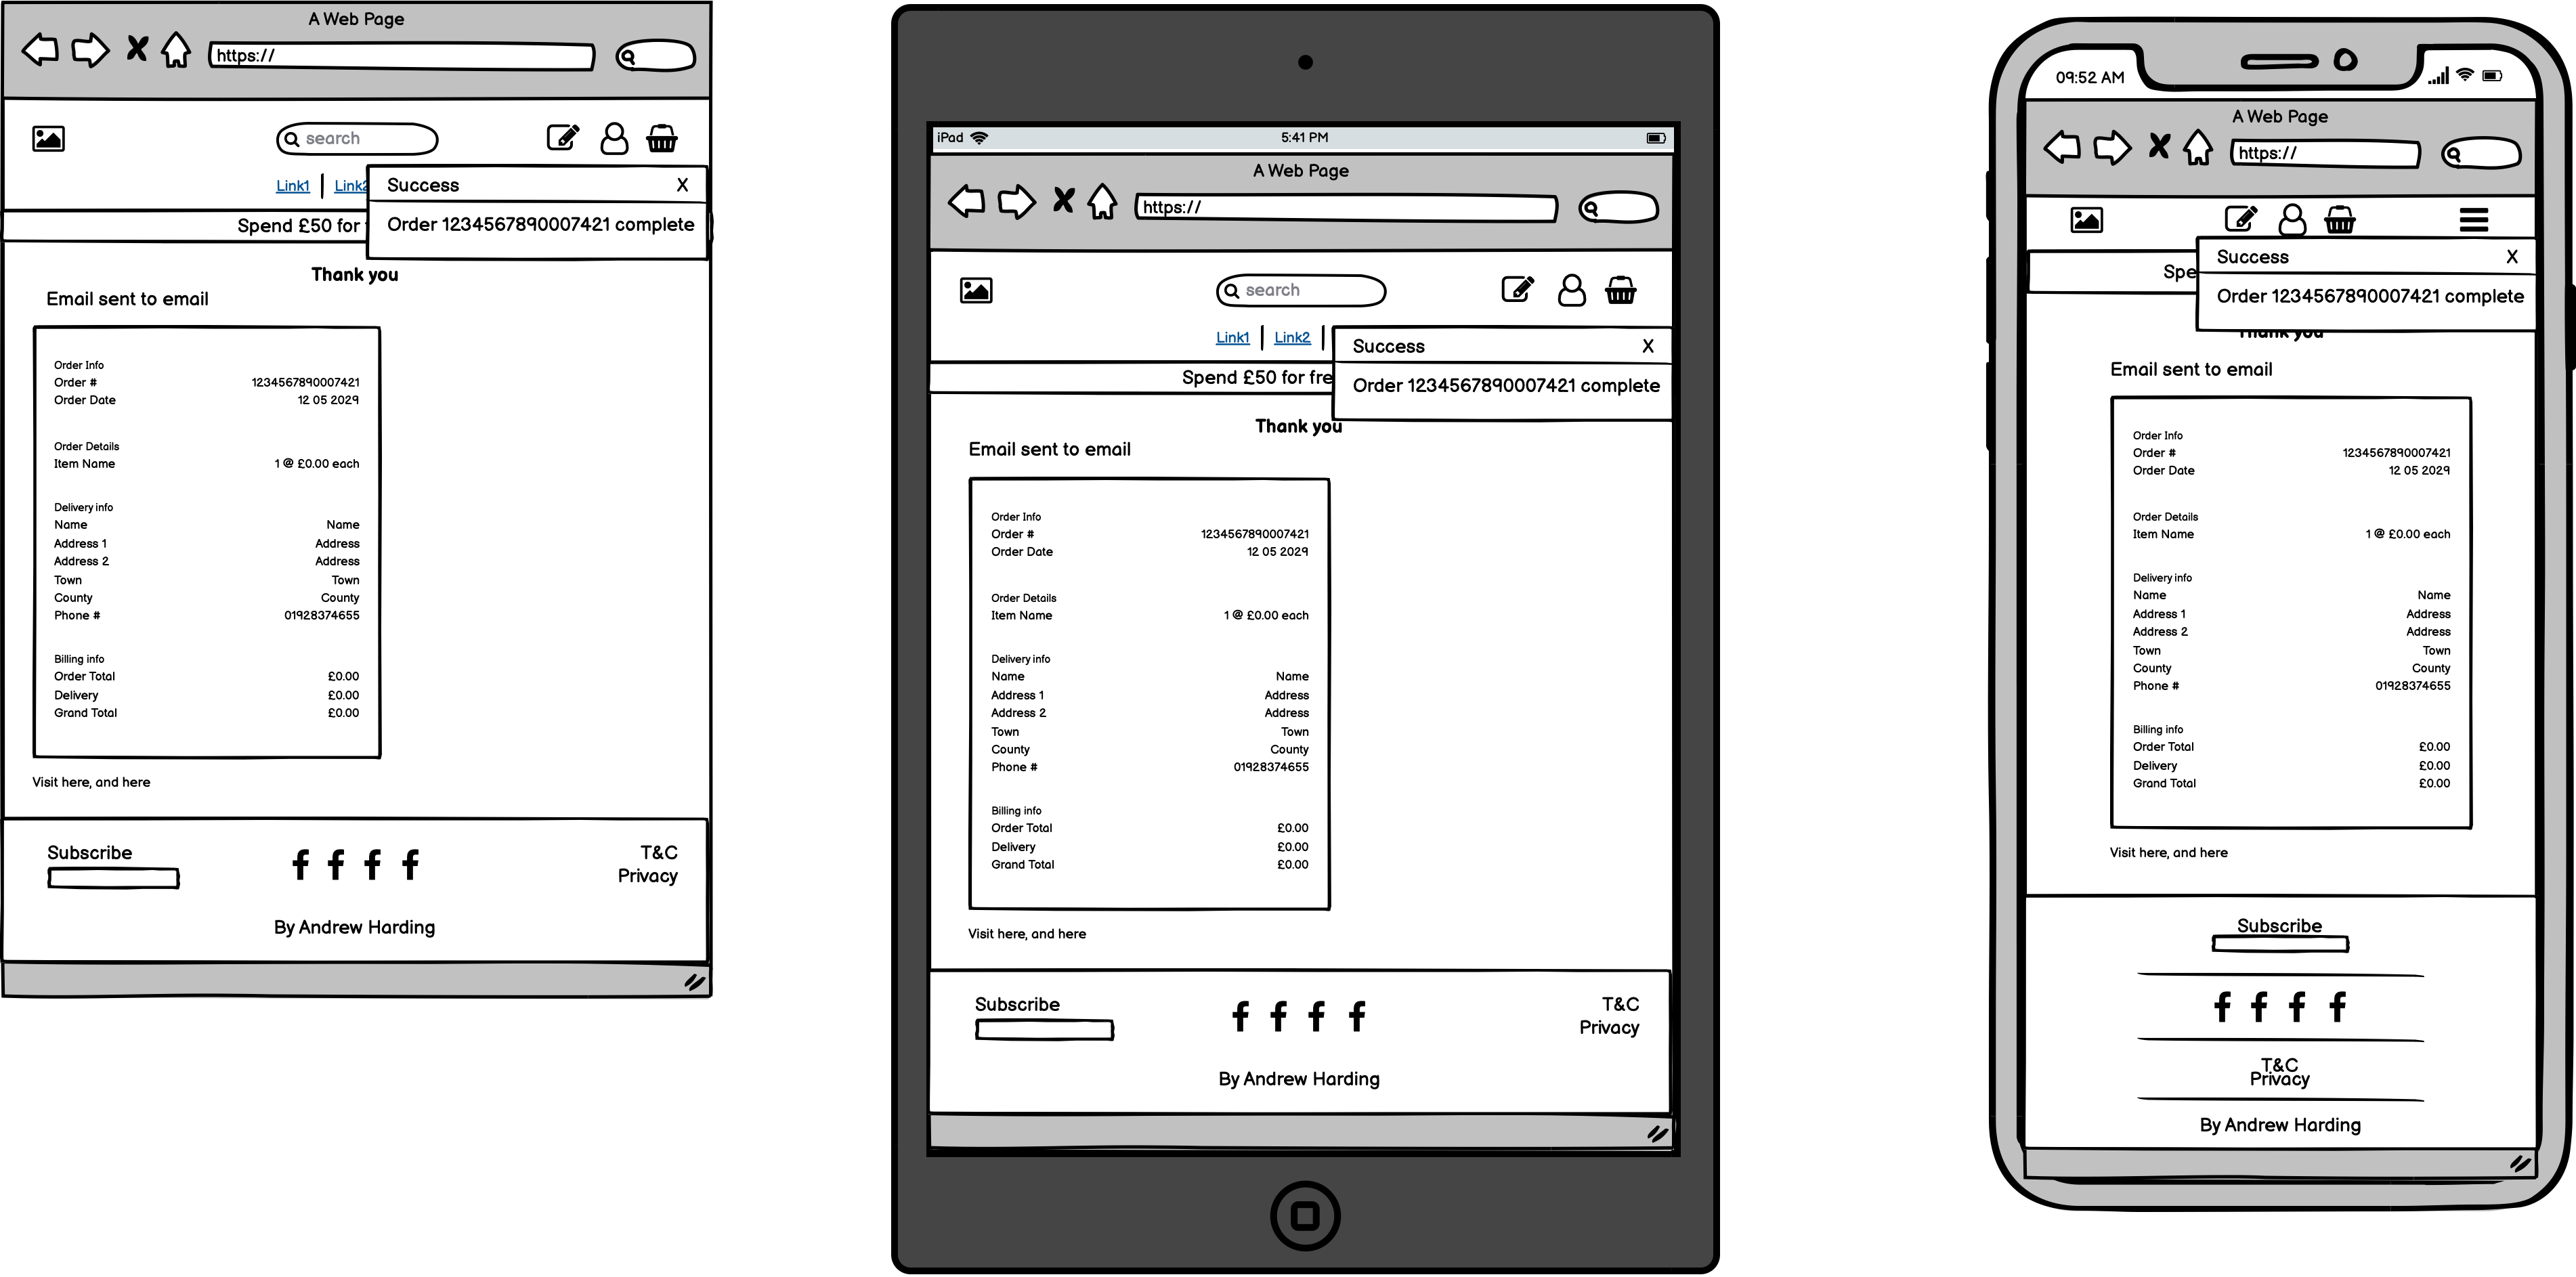 A Web Page
https://
search
Link1 Link2
Success X
Spend £50 for
Order 1234567890007421 complete
Thank you
Email sent to email
Order Info
Order # 1234567890007421
Order Date 12 05 2029
Order Details
Item Name 1 @ £0.00 each
Delivery info
Name Name
Address 1 Address
Address 2 Address
Town Town
County County
Phone # 01928374655
Billing info
Order Total £0.00
Delivery £0.00
Grand Total £0.00
Visit here, and here
Subscribe
T&C
Privacy
By Andrew Harding
iPad 5:41 PM
A Web Page
https://
search
Link1 Link2
Success X
Spend £50 for fre
Order 1234567890007421 complete
Thank you
Email sent to email
Order Info
Order # 1234567890007421
Order Date 12 05 2029
Order Details
Item Name 1 @ £0.00 each
Delivery info
Name Name
Address 1 Address
Address 2 Address
Town Town
County County
Phone # 01928374655
Billing info
Order Total £0.00
Delivery £0.00
Grand Total £0.00
Visit here, and here
Subscribe
T&C
Privacy
By Andrew Harding
09:52 AM
A Web Page
https://
Success X
Spe
Order 1234567890007421 complete
Thank you
Email sent to email
Order Info
Order # 1234567890007421
Order Date 12 05 2029
Order Details
Item Name 1 @ £0.00 each
Delivery info
Name Name
Address 1 Address
Address 2 Address
Town Town
County County
Phone # 01928374655
Billing info
Order Total £0.00
Delivery £0.00
Grand Total £0.00
Visit here, and here
Subscribe
T&C
Privacy
By Andrew Harding